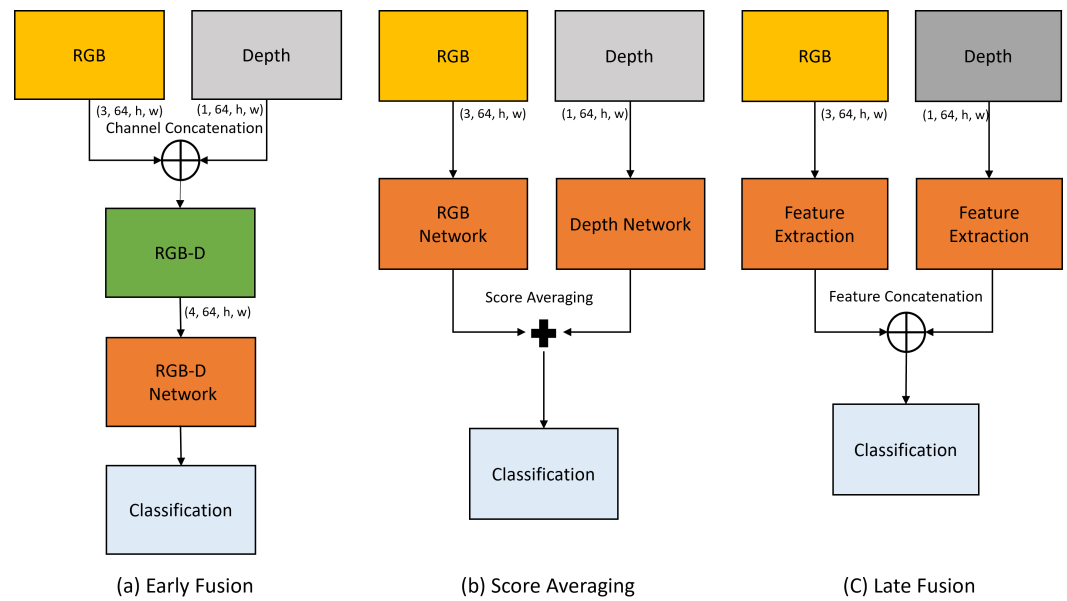 RGB
Depth
(3, 64, h, w)
(1, 64, h, w)
Channel Concatenation
RGB-D
(4, 64, h, w)
RGB-D
Network
Classification
(a) Early Fusion
RGB
Depth
(3, 64, h, w)
(1, 64, h, w)
RGB
Network
Depth Network
Score Averaging
Classification
(b) Score Averaging
RGB
Depth
(3, 64, h, w)
(1, 64, h, w)
Feature
Extraction
Feature
Extraction
Feature Concatenation
Classification
(C) Late Fusion